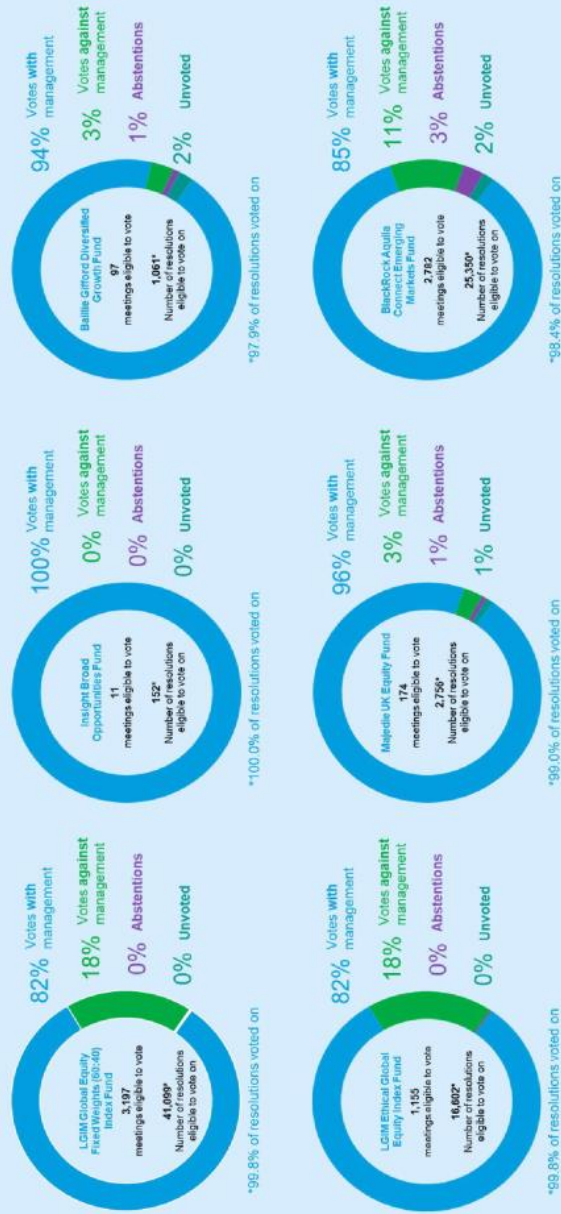 LGIM Global Equity
Fixed Weights (60:40)
Index Fund
3,197
meetings eligible to vote
41,099*
Number of resolutions
eligible to vote on
82% Votes with
management
18% Votes against
management
0% Abstentions
0% Unvoted
*99.8% of resolutions voted on
Insight Broad
Opportunities Fund
11
meetings eligible to vote
152*
Number of resolutions
eligible to vote on
100% Votes with
management
0% Votes against
management
0% Abstentions
0% Unvoted
*100.0% of resolutions voted on
Baillie Gifford Diversified
Growth Fund
97
meetings eligible to vote
1,061*
Number of resolutions
eligible to vote on
94% Votes with
management
3% Votes against
management
1% Abstentions
2% Unvoted
*97.9% of resolutions voted on
LGIM Ethical Global
Equity Index Fund
1,155
meetings eligible to vote
16,602*
Number of resolutions
eligible to vote on
82% Votes with
management
18% Votes against
management
0% Abstentions
0% Unvoted
*99.8% of resolutions voted on
Majedie UK Equity Fund
174
meetings eligible to vote
2,756*
Number of resolutions
eligible to vote on
96% Votes with
management
3% Votes against
management
1% Abstentions
1% Unvoted
*99.0% of resolutions voted on
BlackRock Aquila
Connect Emerging
Markets Fund
2,782
meetings eligible to vote
25,350*
Number of resolutions
eligible to vote on
85% Votes with
management
11% Votes against
management
3% Abstentions
2% Unvoted
*98.4% of resolutions voted on